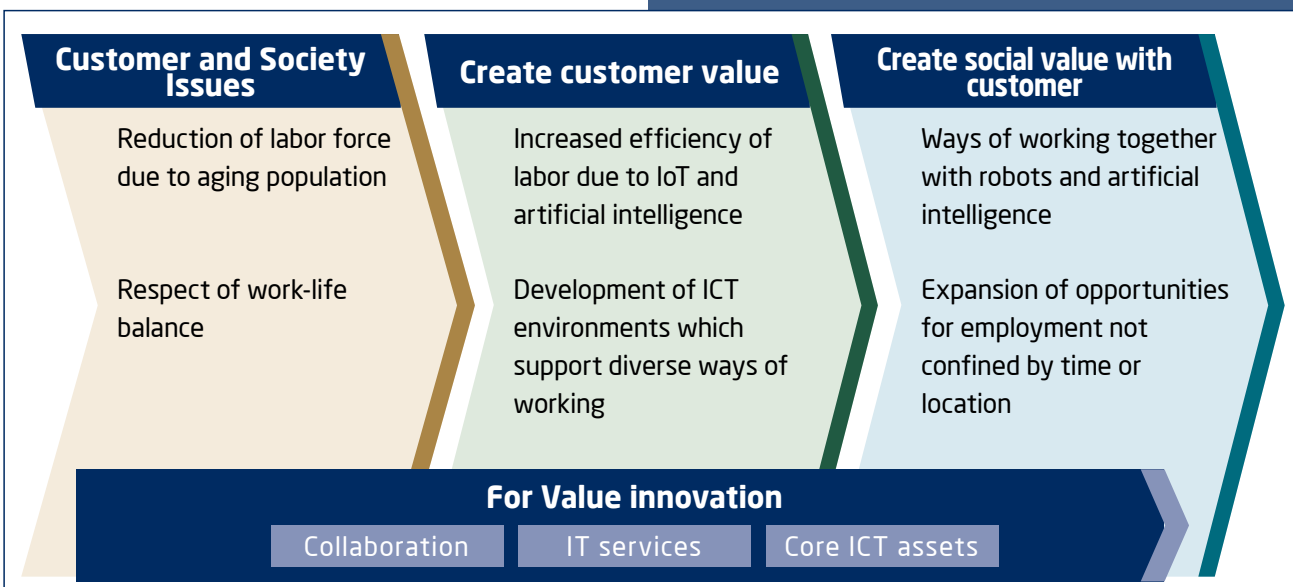 Customer and Society
Issues
Reduction of labor force
due to aging population
Respect of work-life
balance
Create customer value
Increased efficiency of
labor due to IoT and
artificial intelligence
Development of ICT
environments which
support diverse ways of
working
Create social value with
customer
Ways of working together
with robots and artificial
intelligence
Expansion of opportunities
for employment not
confined by time or
location
For Value innovation
Collaboration
IT services
Core ICT assets